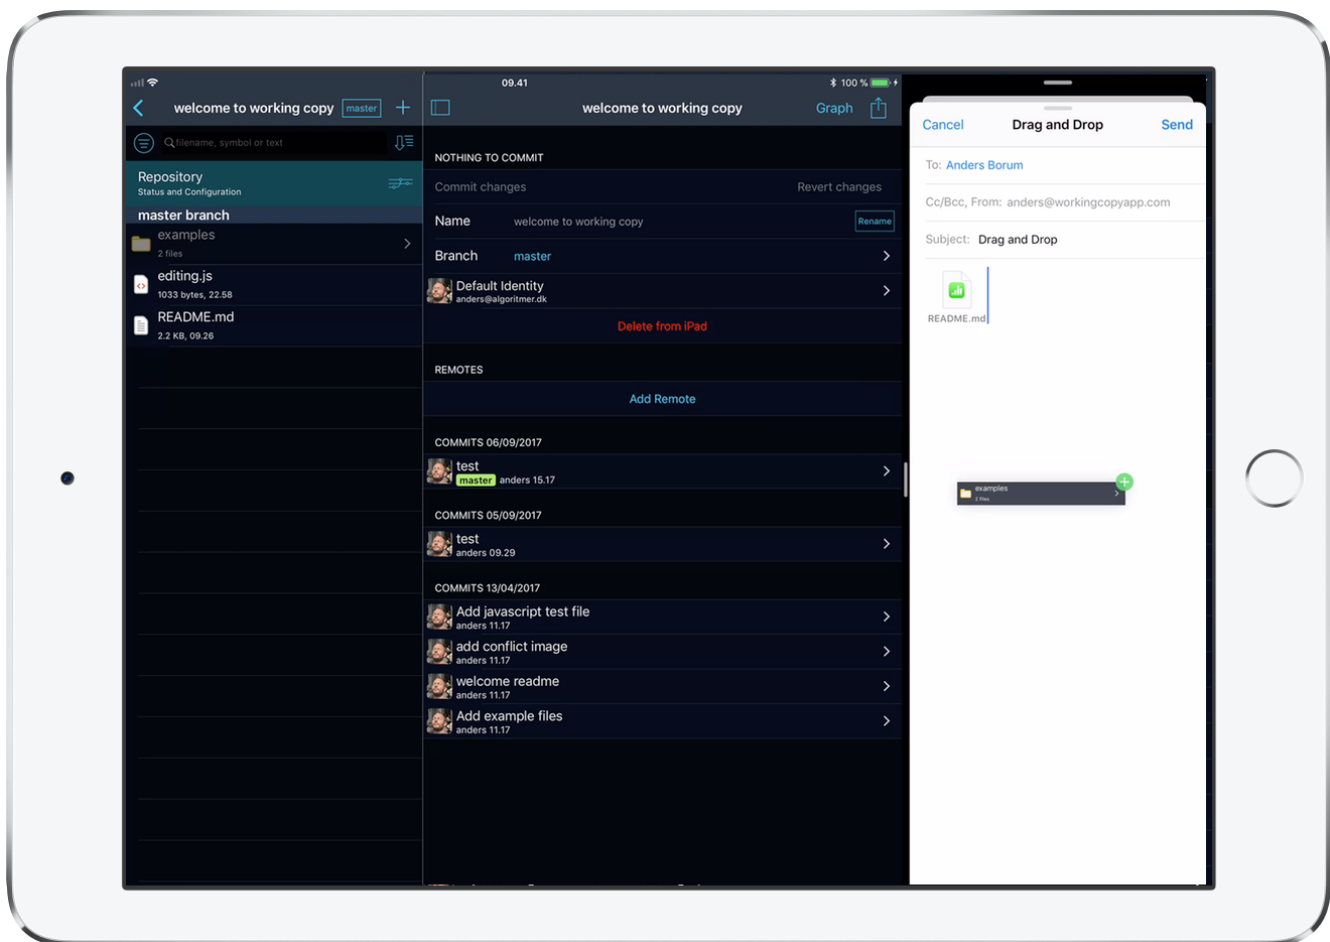 welcome to working copy master
filename, symbol or text
Repository
Status and Configuration
master branch
examples
2 files
editing.js
1033 bytes, 22.58
README.md
2.2 KB, 09.26
09.41
100 %
welcome to working copy
Graph
NOTHING TO COMMIT
Commit changes
Revert changes
Name
welcome to working copy
Rename
Branch
master
Default Identity
anders@algoritmer.dk
Delete from iPad
REMOTES
Add Remote
COMMITS 06/09/2017
test
master anders 15.17
COMMITS 05/09/2017
test
anders 09.29
COMMITS 13/04/2017
Add javascript test file
anders 11.17
add conflict image
anders 11.17
welcome readme
anders 11.17
Add example files
anders 11.17
Cancel
Drag and Drop
Send
To: Anders Borum
Cc/Bcc, From: anders@workingcopyapp.com
Subject: Drag and Drop
README.md
examples
2 files